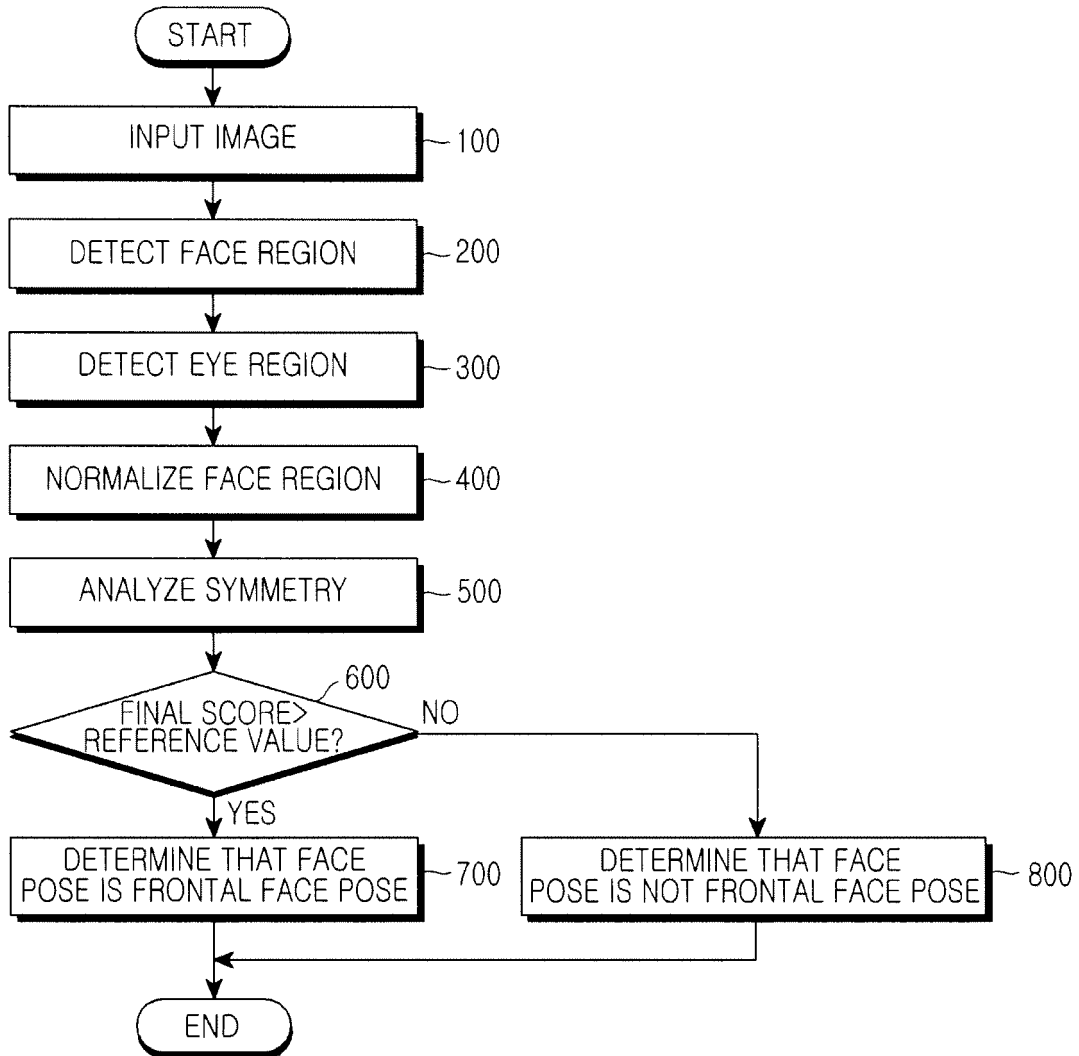 START
INPUT IMAGE
100
DETECT FACE REGION
200
DETECT EYE REGION
300
NORMALIZE FACE REGION
400
ANALYZE SYMMETRY
500
600
FINAL SCORE>
REFERENCE VALUE?
NO
YES
DETERMINE THAT FACE
POSE IS FRONTAL FACE POSE
700
DETERMINE THAT FACE
POSE IS NOT FRONTAL FACE POSE
800
END